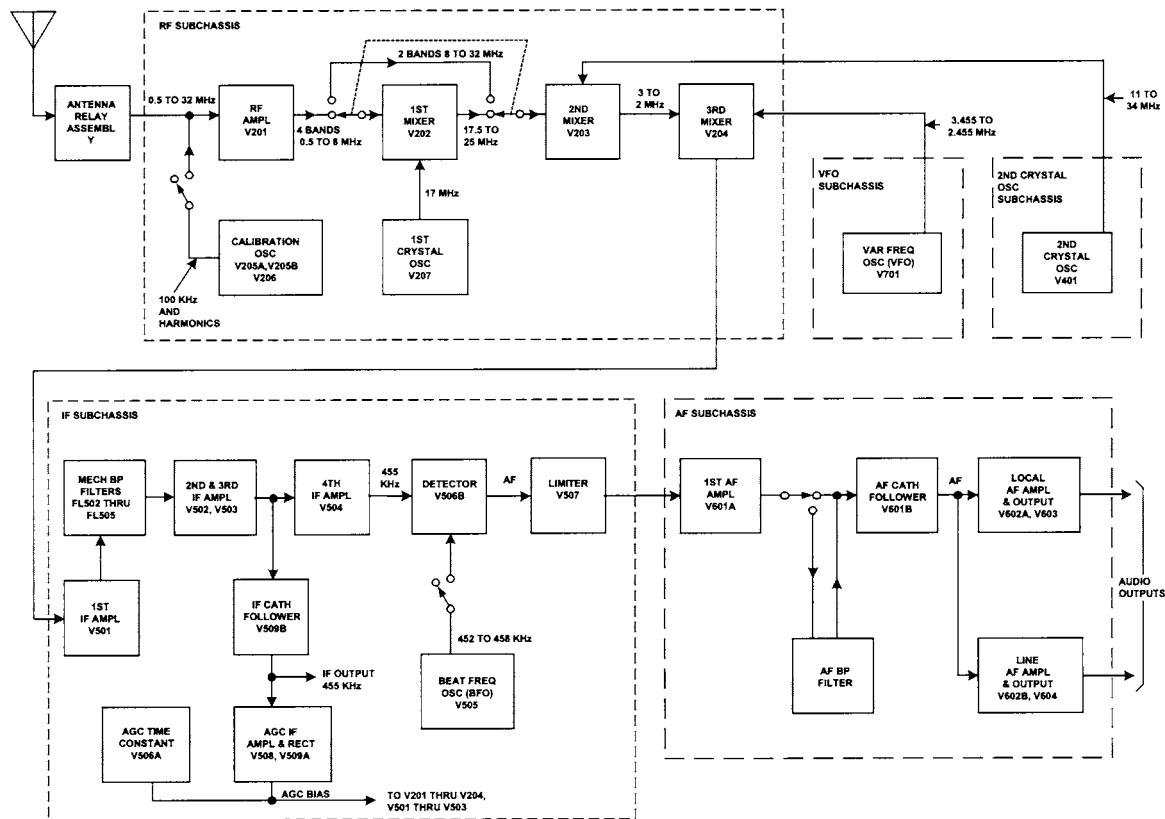 RF SUBCHASSIS
2 BANDS 8 TO 32 MHz
ANTENNA
RELAY
ASSEMBL
Y
0.5 TO 32 MHz
RF
AMPL
V201
4 BANDS
0.5 TO 8 MHz
1ST
MIXER
V202
17.5 TO
25 MHz
2ND
MIXER
V203
3 TO
2 MHz
3RD
MIXER
V204
11 TO
34 MHz
3.455 TO
2.455 MHz
17 MHz
CALIBRATION
OSC
V205A,V205B
V206
100 KHz
AND
HARMONICS
1ST
CRYSTAL
OSC
V207
VFO
SUBCHASSIS
VAR FREQ
OSC (VFO)
V701
2ND CRYSTAL
OSC
SUBCHASSIS
2ND
CRYSTAL
OSC
V401
IF SUBCHASSIS
MECH BP
FILTERS
FL502 THRU
FL505
2ND & 3RD
IF AMPL
V502, V503
4TH
IF AMPL
V504
455
KHz
DETECTOR
V506B
AF
LIMITER
V507
1ST
IF AMPL
V501
IF CATH
FOLLOWER
V509B
IF OUTPUT
455 KHz
452 TO 458 KHz
BEAT FREQ
OSC (BFO)
V505
AGC TIME
CONSTANT
V506A
AGC IF
AMPL & RECT
V508, V509A
AGC BIAS
TO V201 THRU V204,
V501 THRU V503
AF SUBCHASSIS
1ST AF
AMPL
V601A
AF CATH
FOLLOWER
V601B
AF
LOCAL
AF AMPL
& OUTPUT
V602A, V603
AF BP
FILTER
LINE
AF AMPL
& OUTPUT
V602B, V604
AUDIO
OUTPUTS